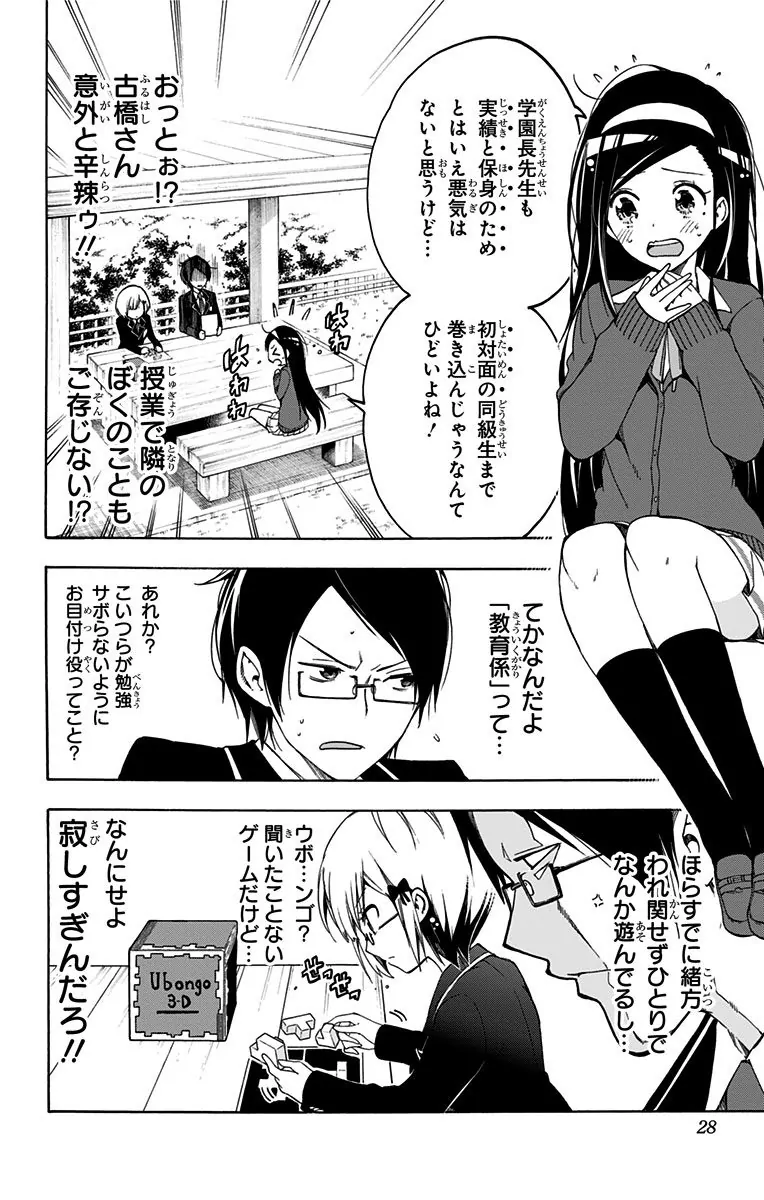 学園長先生も
実績と保身のため
とはいえ悪気は
ないと思うけど…
初対面の同級生まで
巻き込んじゃうなんて
ひどいよね!
おっとぉ!?
古橋さん
意外と辛辣ゥ!!
はわ
わわ
はわ
わわ
授業で隣の
ぼくのことも
ご存じない!?
てかなんだよ
「教育係」って…
あれか?
こいつらが勉強
サボらないように
お目付け役ってこと?
ほらすでに緒方
われ関せずひとりで
なんか遊んでるし…
ウボ…ンゴ?
聞いたことない
ゲームだけど…
せっ
せっ
Ubongo
3-D
なんにせよ
寂しすぎんだろ!!
28